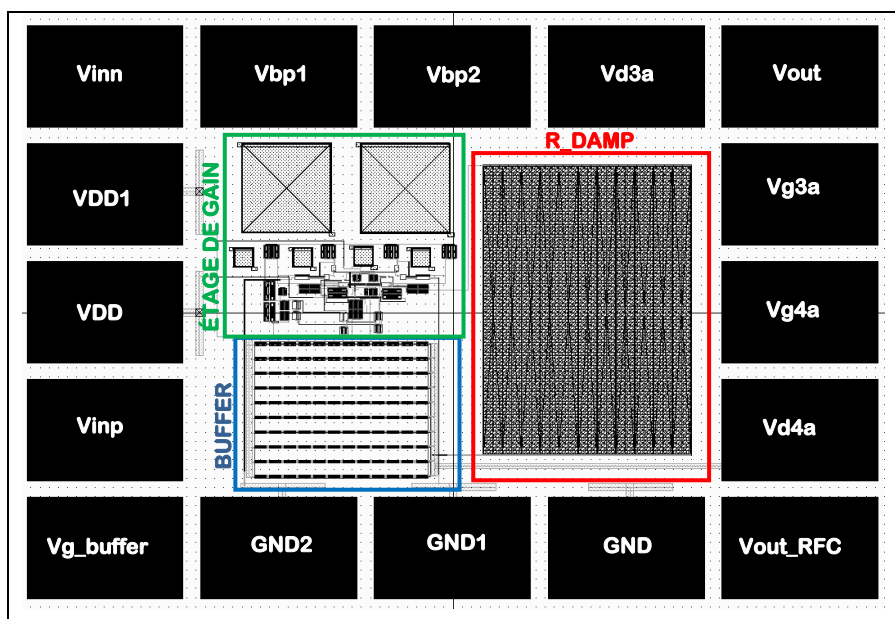 Vinn
Vbp1
Vbp2
Vd3a
Vout
R_DAMP
VDD1
ÉTAGE DE GAIN
Vg3a
VDD
Vg4a
Vinp
BUFFER
Vd4a
Vg_buffer
GND2
GND1
GND
Vout_RFC